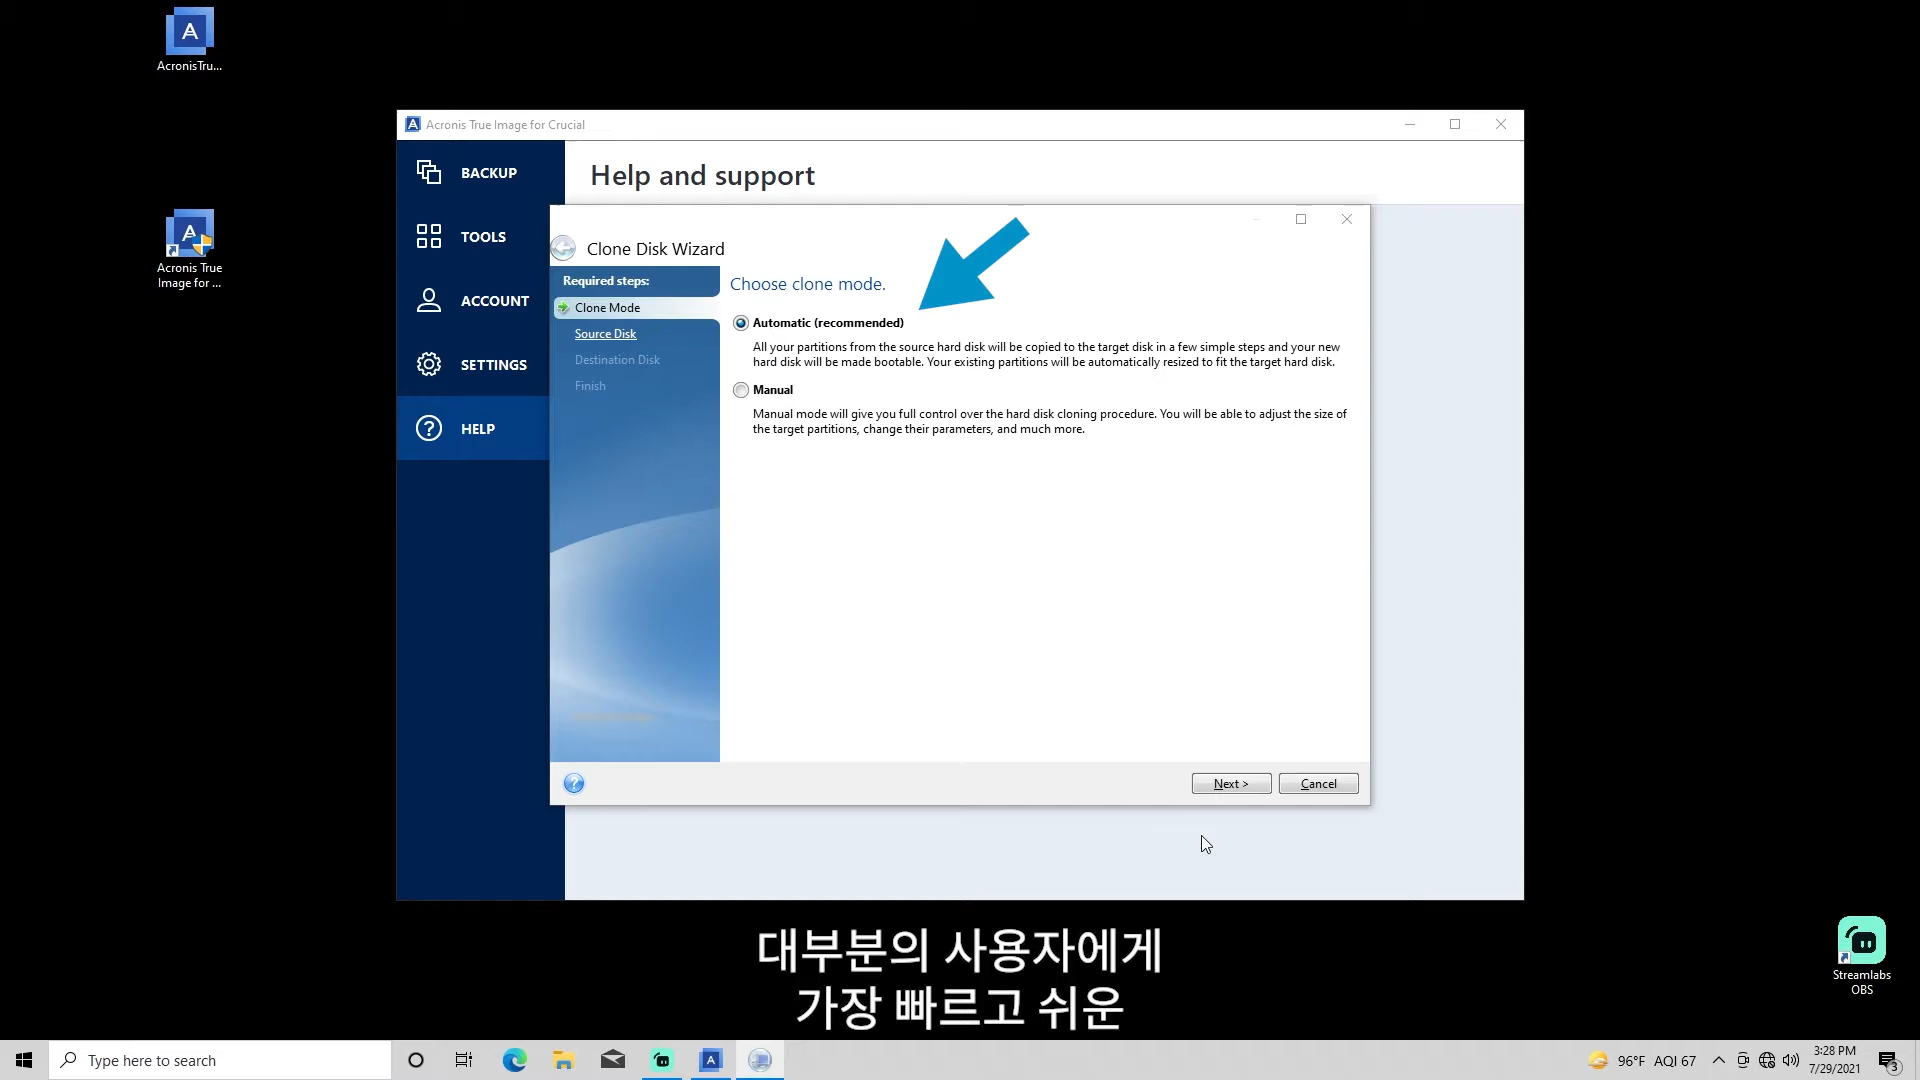 AcronisTru...
Acronis True
Image for ...
Acronis True Image for Crucial
BACKUP
TOOLS
ACCOUNT
SETTINGS
HELP
Help and support
Clone Disk Wizard
Required steps:
Clone Mode
Source Disk
Destination Disk
Finish
Choose clone mode.
Automatic (recommended)
All your partitions from the source hard disk will be copied to the target disk in a few simple steps and your new
hard disk will be made bootable. Your existing partitions will be automatically resized to fit the target hard disk.
Manual
Manual mode will give you full control over the hard disk cloning procedure. You will be able to adjust the size of
the target partitions, change their parameters, and much more.
Next >
Cancel
대부분의 사용자에게
가장 빠르고 쉬운
Streamlabs
OBS
Type here to search
96°F AQI 67
3:28 PM
7/29/2021
3